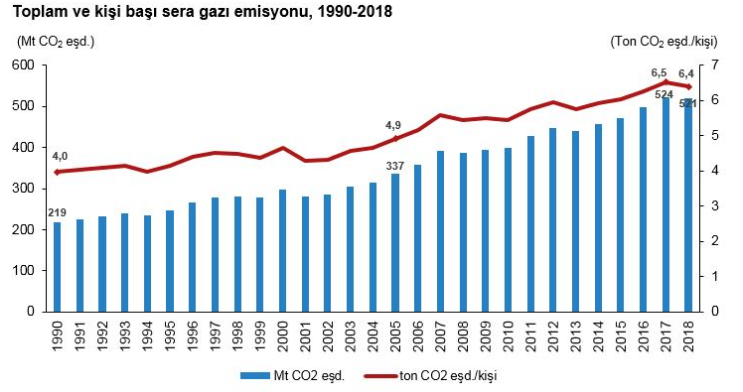 Toplam ve kişi başı sera gazı emisyonu, 1990-2018
(Mt CO₂ eşd.) (Ton CO₂ eşd./kişi)
600 7
500 6
400 5
300 4
200 3
100 2
0 1
0
4,0 4,9 6,5 6,4
219 337 524 521
1990 1991 1992 1993 1994 1995 1996 1997 1998 1999 2000 2001 2002 2003 2004 2005 2006 2007 2008 2009 2010 2011 2012 2013 2014 2015 2016 2017 2018
Mt CO2 eşd. ton CO2 eşd./kişi